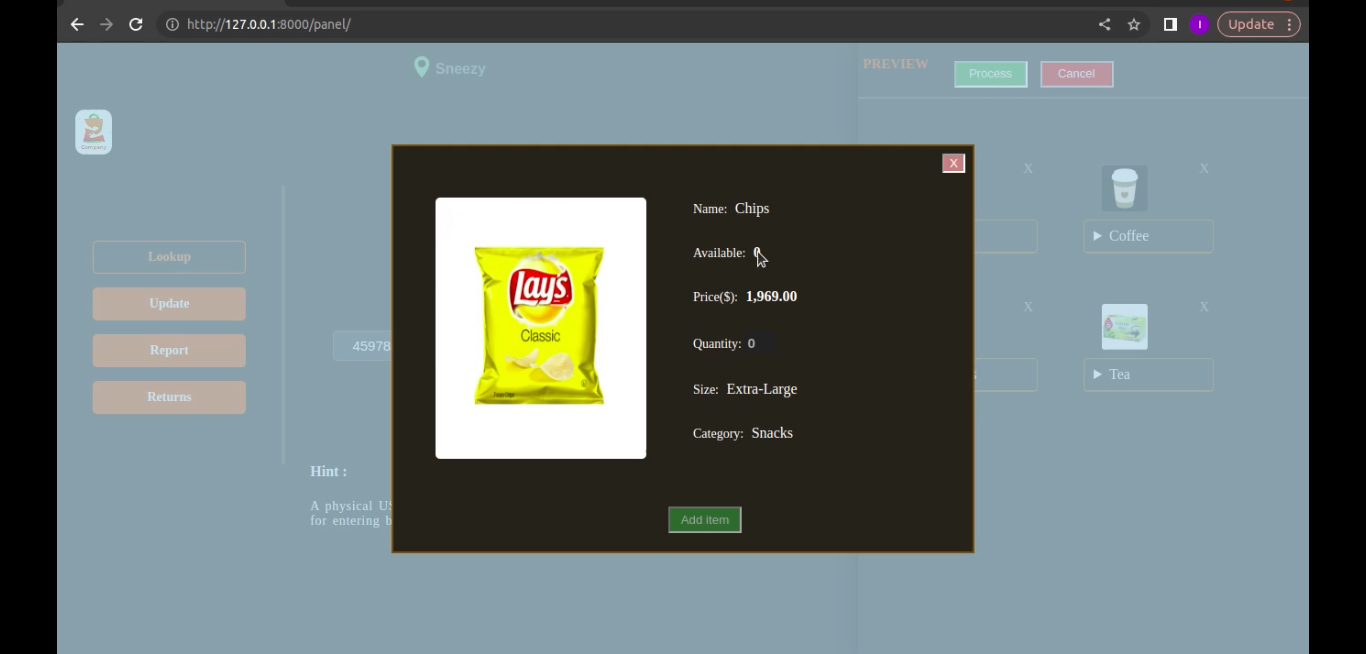 http://127.0.0.1:8000/panel/
I
Update
Sneezy
PREVIEW
Process
Cancel
Company
X
X
X
Name: Chips
Available: 0
Price($): 1,969.00
Quantity: 0
Size: Extra-Large
Category: Snacks
Add item
Lay's
Classic
Lookup
Update
Report
Returns
45978
Hint :
A physical
for entering
Coffee
X
X
Tea